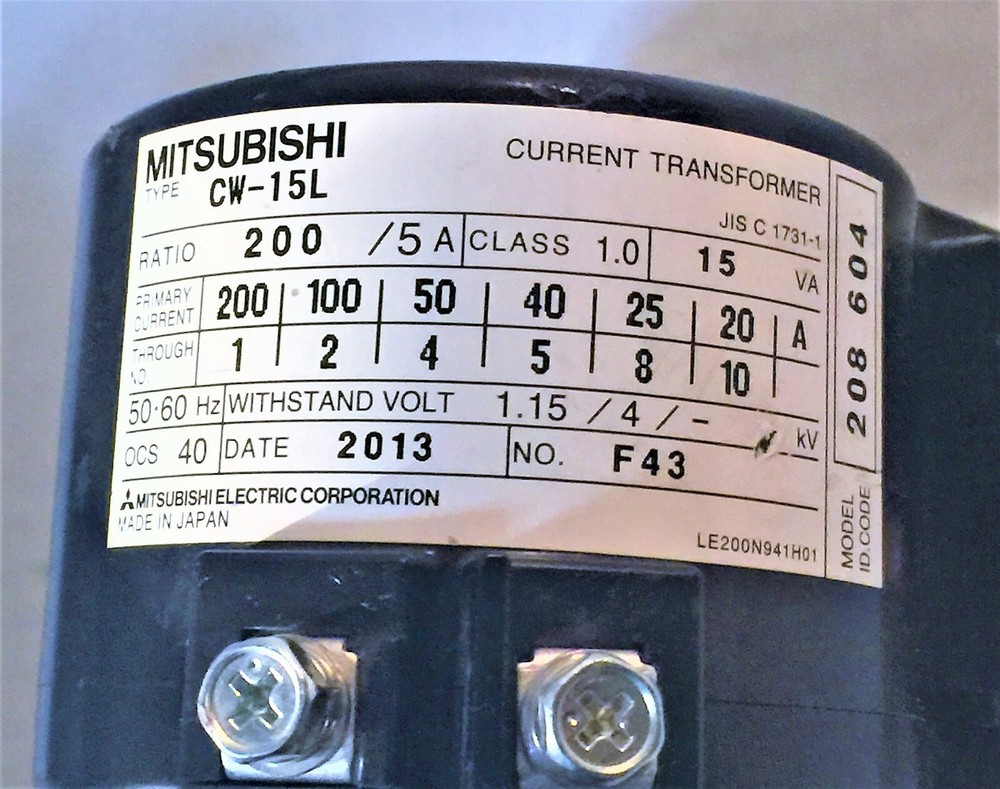 MITSUBISHI
CURRENT TRANSFORMER
TYPE CW-15L
JIS C 1731-1
RATIO 200 /5 A CLASS 1.0 15 VA
PRIMARY CURRENT 200 100 50 40 25 20 A
THROUGH NO. 1 2 4 5 8 10
50·60 Hz WITHSTAND VOLT 1.15 / 4 / - kV
OCS 40 DATE 2013 NO. F43
MITSUBISHI ELECTRIC CORPORATION
MADE IN JAPAN
LE200N941H01
MODEL ID.CODE 208 604